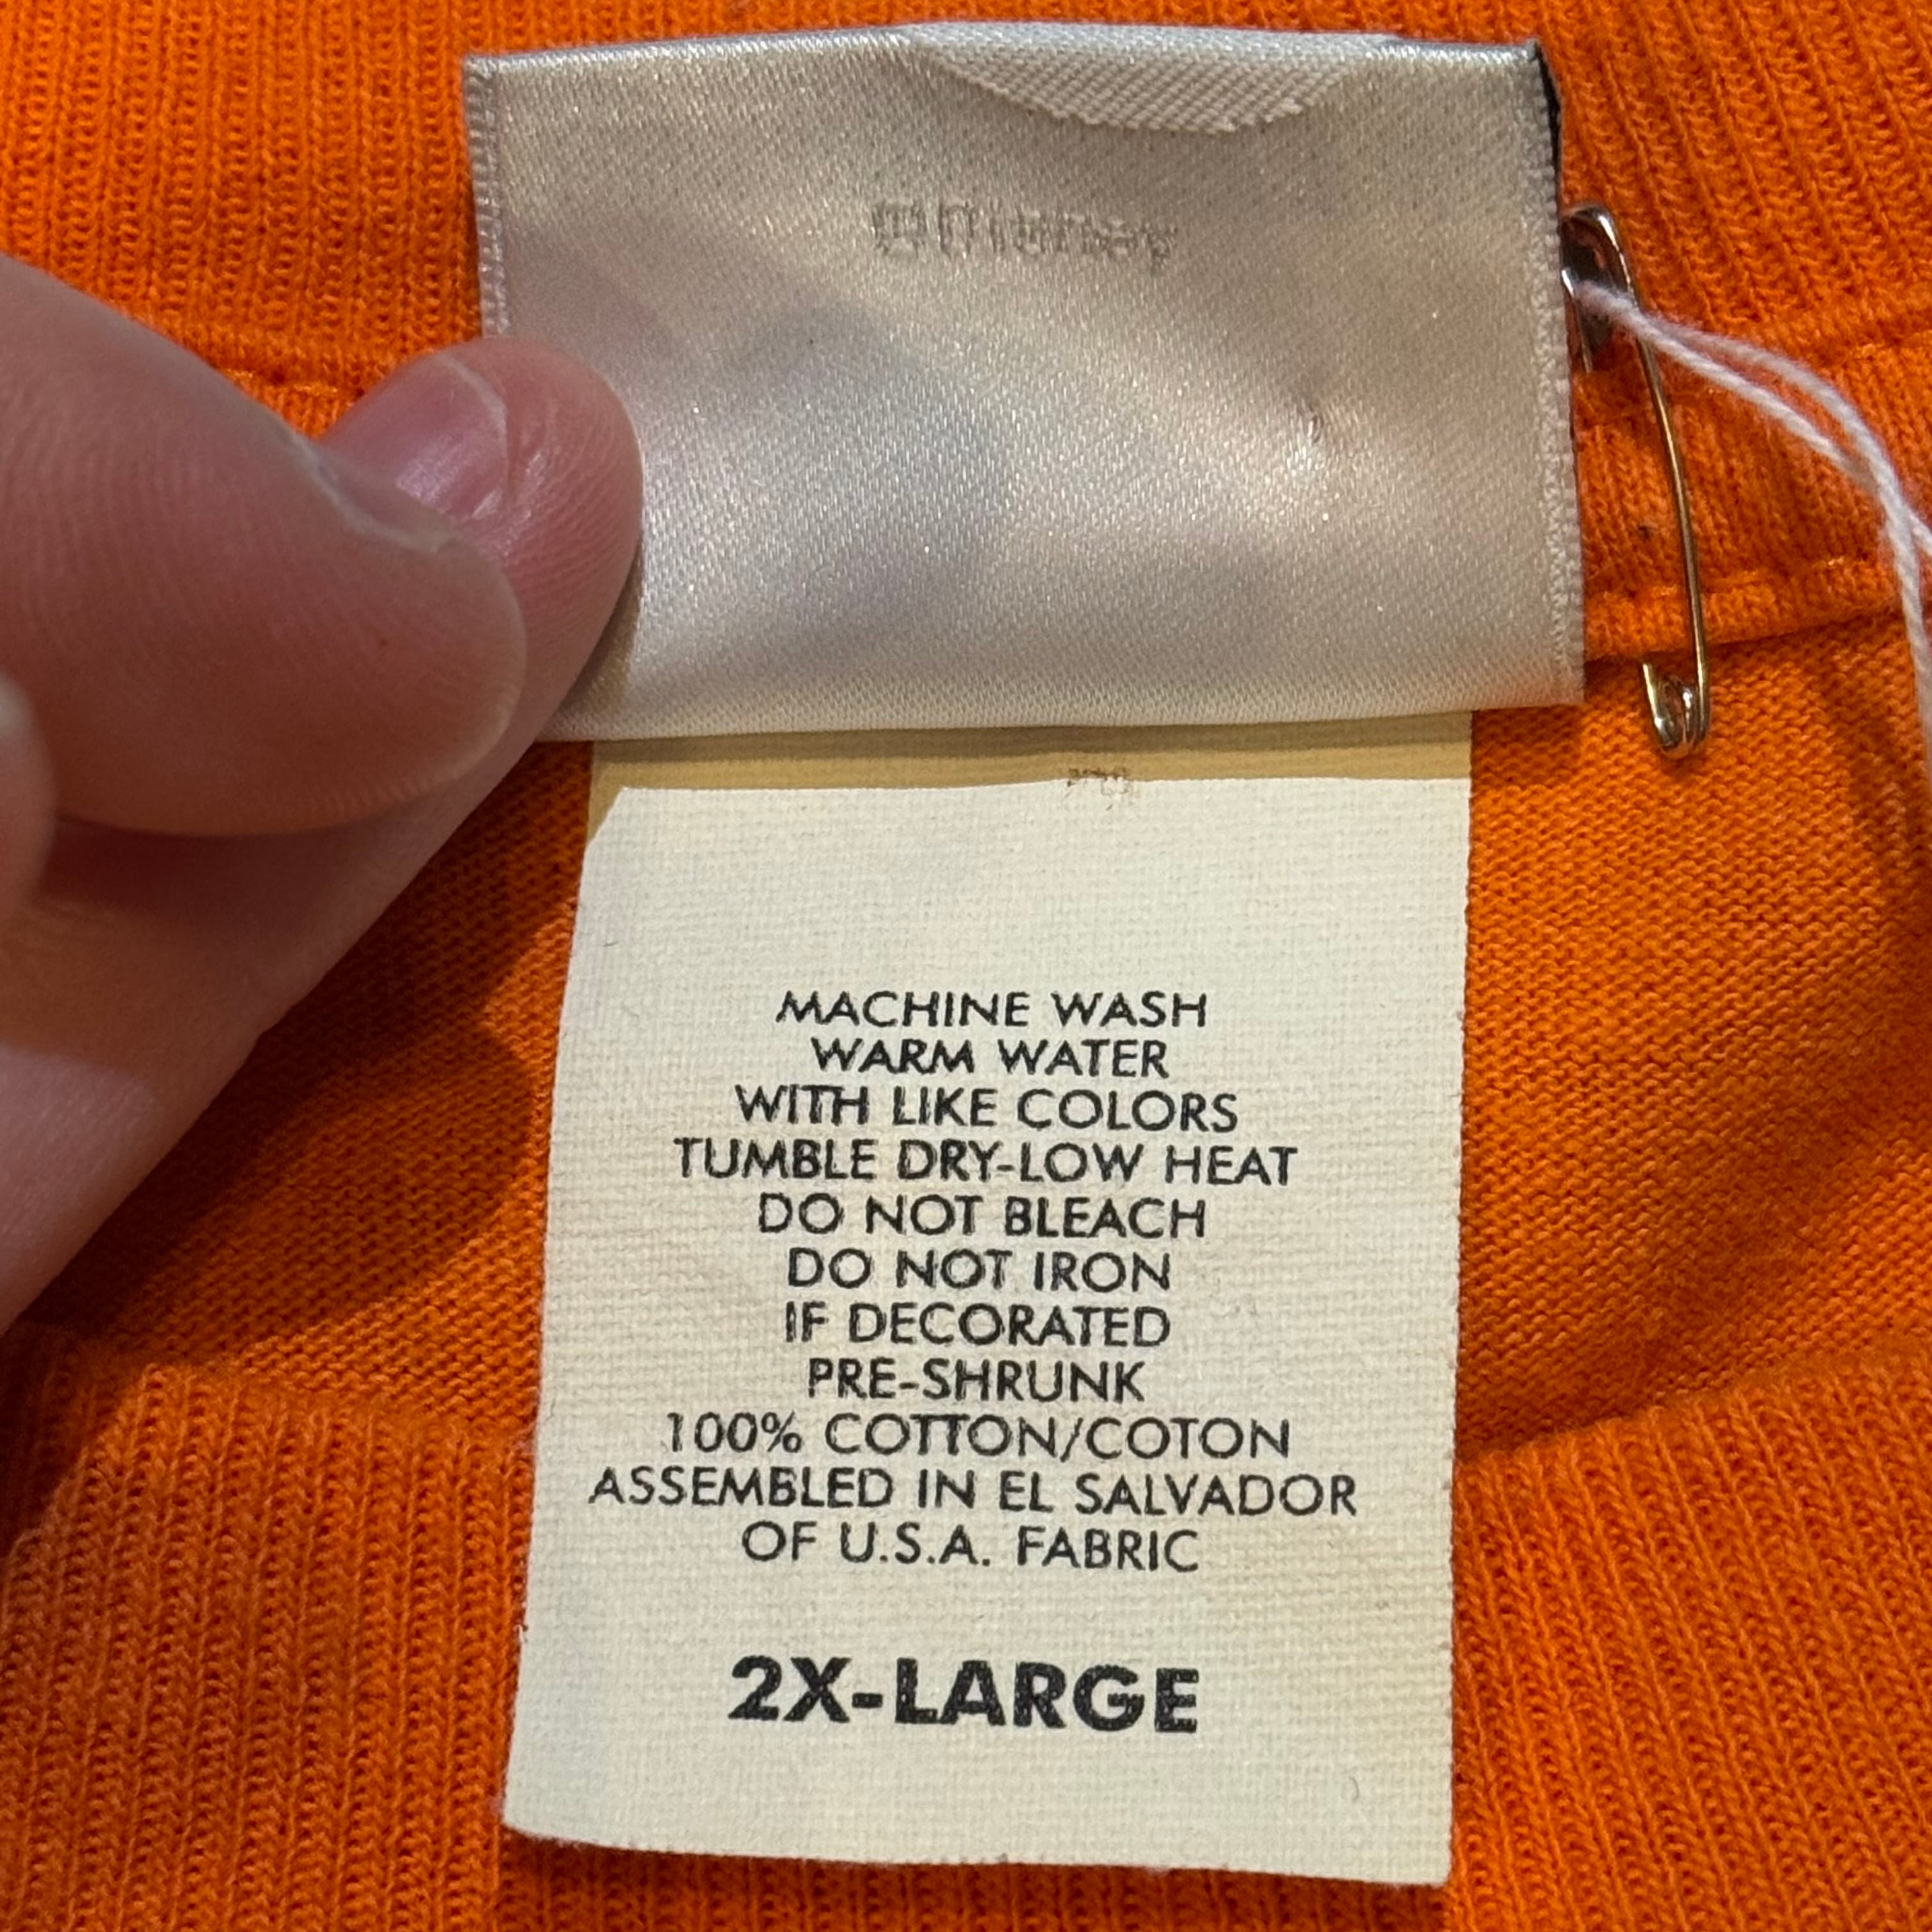 © Disney
MACHINE WASH
WARM WATER
WITH LIKE COLORS
TUMBLE DRY-LOW HEAT
DO NOT BLEACH
DO NOT IRON
IF DECORATED
PRE-SHRUNK
100% COTTON/COTON
ASSEMBLED IN EL SALVADOR
OF U.S.A. FABRIC
2X-LARGE